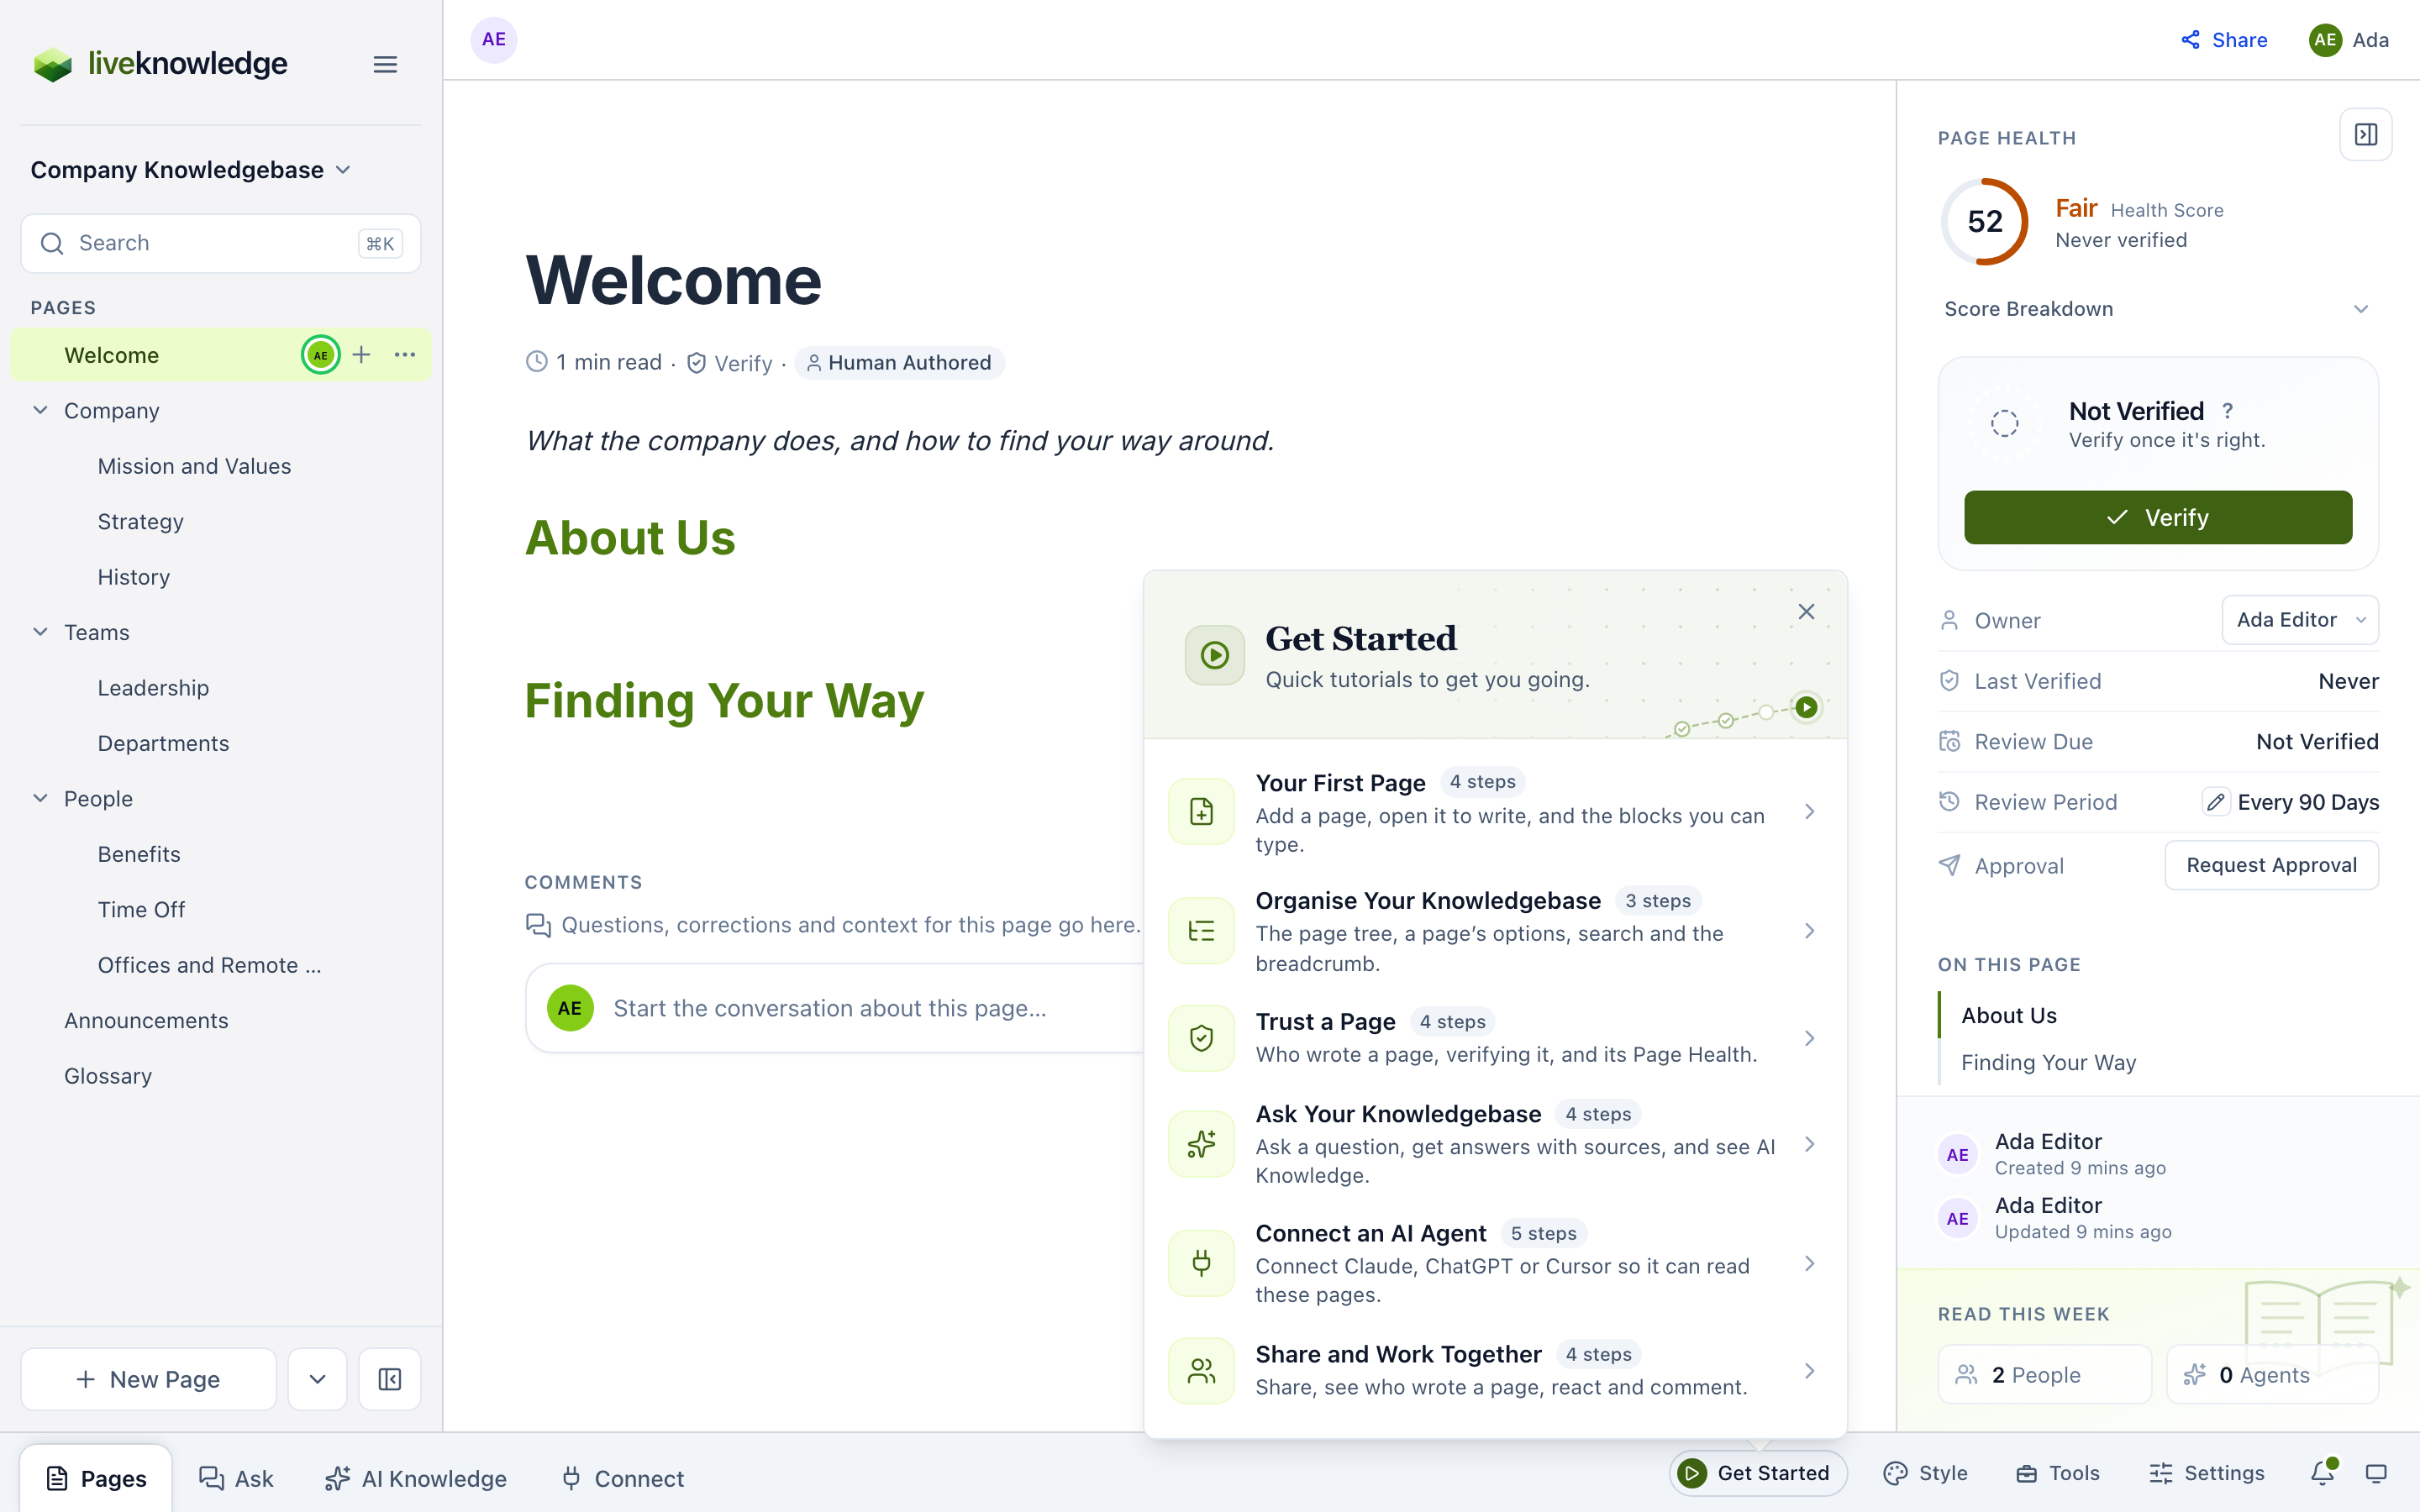 liveknowledge
Company Knowledgebase
Search ⌘K
PAGES
Welcome AE
Company
Mission and Values
Strategy
History
Teams
Leadership
Departments
People
Benefits
Time Off
Offices and Remote ...
Announcements
Glossary
New Page
AE
Share
AE Ada
Welcome
1 min read · Verify · Human Authored
What the company does, and how to find your way around.
About Us
Finding Your Way
COMMENTS
Questions, corrections and context for this page go here.
AE Start the conversation about this page...
Get Started
Quick tutorials to get you going.
Your First Page 4 steps
Add a page, open it to write, and the blocks you can
type.
Organise Your Knowledgebase 3 steps
The page tree, a page’s options, search and the
breadcrumb.
Trust a Page 4 steps
Who wrote a page, verifying it, and its Page Health.
Ask Your Knowledgebase 4 steps
Ask a question, get answers with sources, and see AI
Knowledge.
Connect an AI Agent 5 steps
Connect Claude, ChatGPT or Cursor so it can read
these pages.
Share and Work Together 4 steps
Share, see who wrote a page, react and comment.
PAGE HEALTH
52
Fair Health Score
Never verified
Score Breakdown
Not Verified ?
Verify once it's right.
Verify
Owner Ada Editor
Last Verified Never
Review Due Not Verified
Review Period Every 90 Days
Approval Request Approval
ON THIS PAGE
About Us
Finding Your Way
AE Ada Editor
Created 9 mins ago
AE Ada Editor
Updated 9 mins ago
READ THIS WEEK
2 People
0 Agents
Pages
Ask
AI Knowledge
Connect
Get Started
Style
Tools
Settings